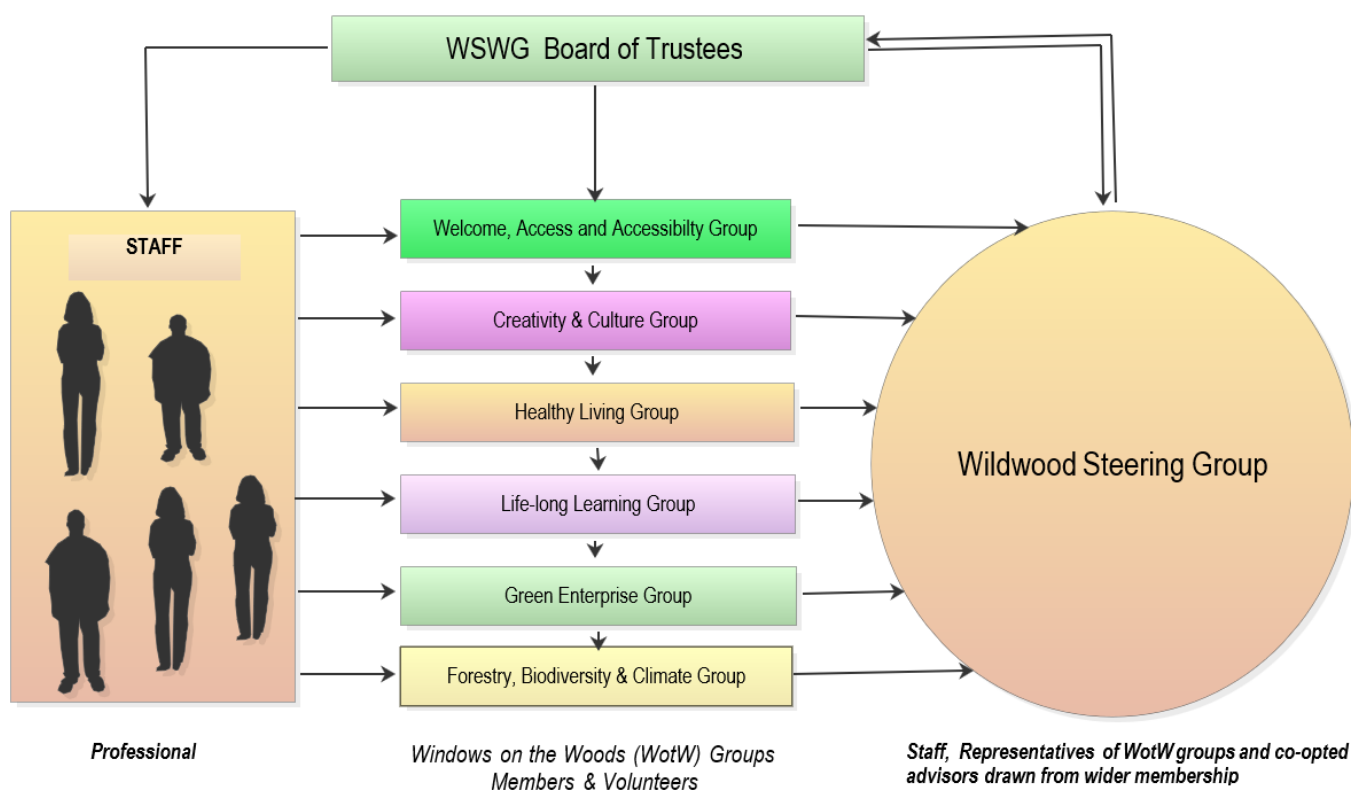 WSWG Board of Trustees
STAFF
Welcome, Access and Accessibilty Group
Creativity & Culture Group
Healthy Living Group
Life-long Learning Group
Green Enterprise Group
Forestry, Biodiversity & Climate Group
Wildwood Steering Group
Professional
Windows on the Woods (WotW) Groups
Members & Volunteers
Staff, Representatives of WotW groups and co-opted
advisors drawn from wider membership